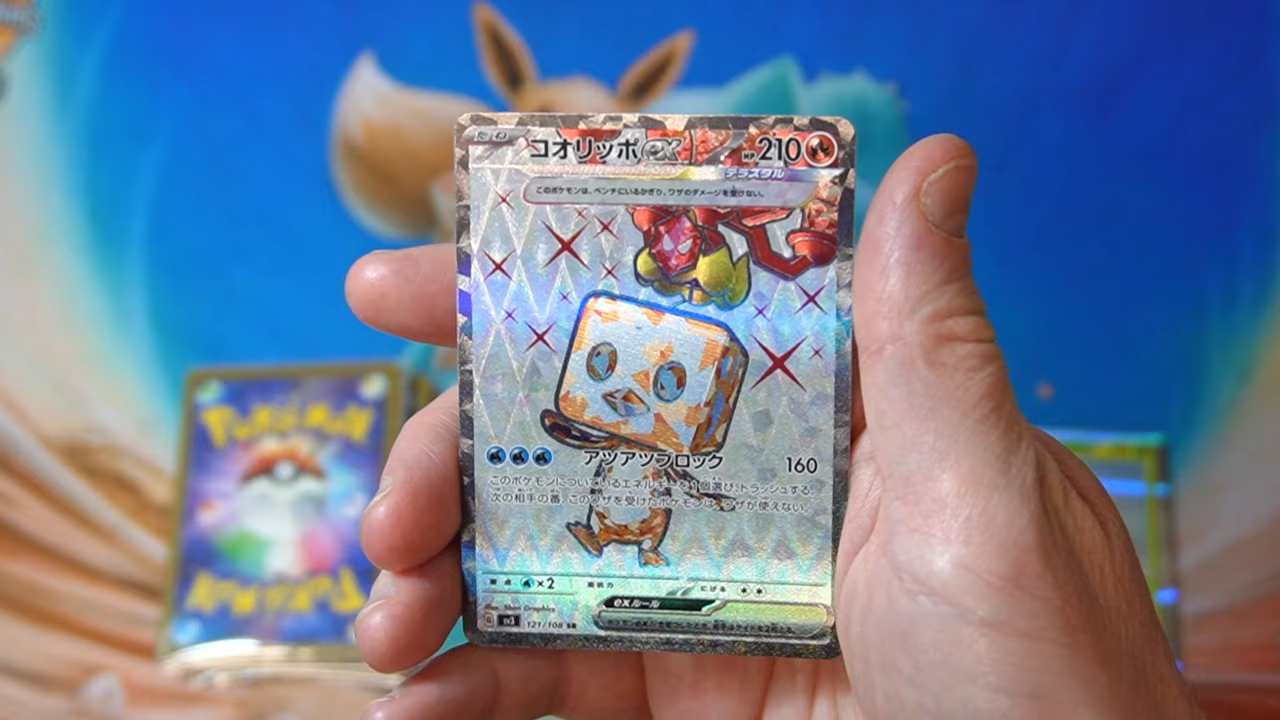 たね コオリッポex HP210
テラスタル
このポケモンは、ベンチにいるかぎり、ワザのダメージを受けない。
アツアツブロック 160
このポケモンについているエネルギーを1個選び、トラッシュする。
次の相手の番、このワザを受けたポケモンは、ワザが使えない。
弱点 ×2 抵抗力 にげる
exルール
sv3 121/108 SR
POKÉMON
POKÉMON